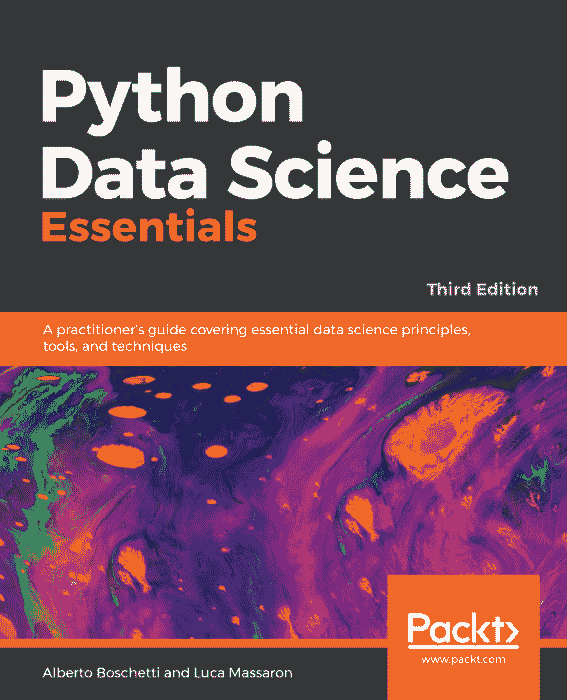 Python
Data Science
Essentials
Third Edition
A practitioner's guide covering essential data science principles,
tools, and techniques
Packt>
www.packt.com
Alberto Boschetti and Luca Massaron